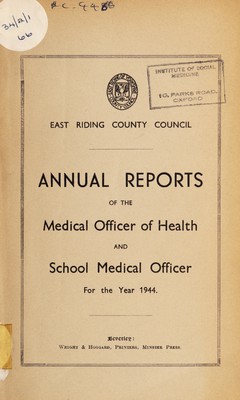 INSTITUTE OF SOCIAL
MEDICINE
10, PARKS ROAD,
OXFORD
EAST RIDING COUNTY COUNCIL
ANNUAL REPORTS
OF THE
Medical Officer of Health
AND
School Medical Officer
For the Year 1944.
Beverley:
WRIGHT & HOGGARD, PRINTERS, MINSTER PRESS.